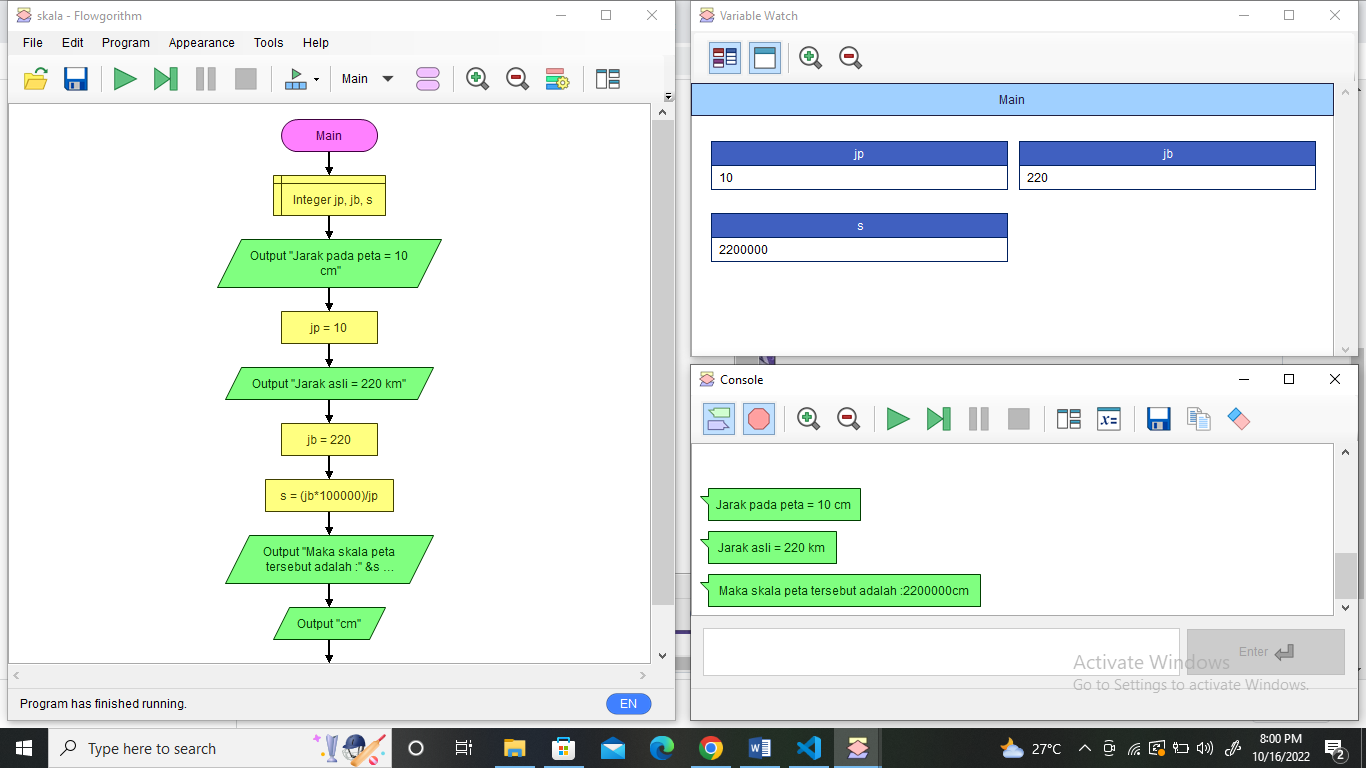 skala - Flowgorithm
File Edit Program Appearance Tools Help
Main
Main
Integer jp, jb, s
Output "Jarak pada peta = 10
cm"
jp = 10
Output "Jarak asli = 220 km"
jb = 220
s = (jb*100000)/jp
Output "Maka skala peta
tersebut adalah :" &s ...
Output "cm"
Program has finished running.
EN
Variable Watch
Main
jp
10
jb
220
s
2200000
Console
x=
Jarak pada peta = 10 cm
Jarak asli = 220 km
Maka skala peta tersebut adalah :2200000cm
Enter
Activate Windows
Go to Settings to activate Windows.
Type here to search
27°C
8:00 PM
10/16/2022
2